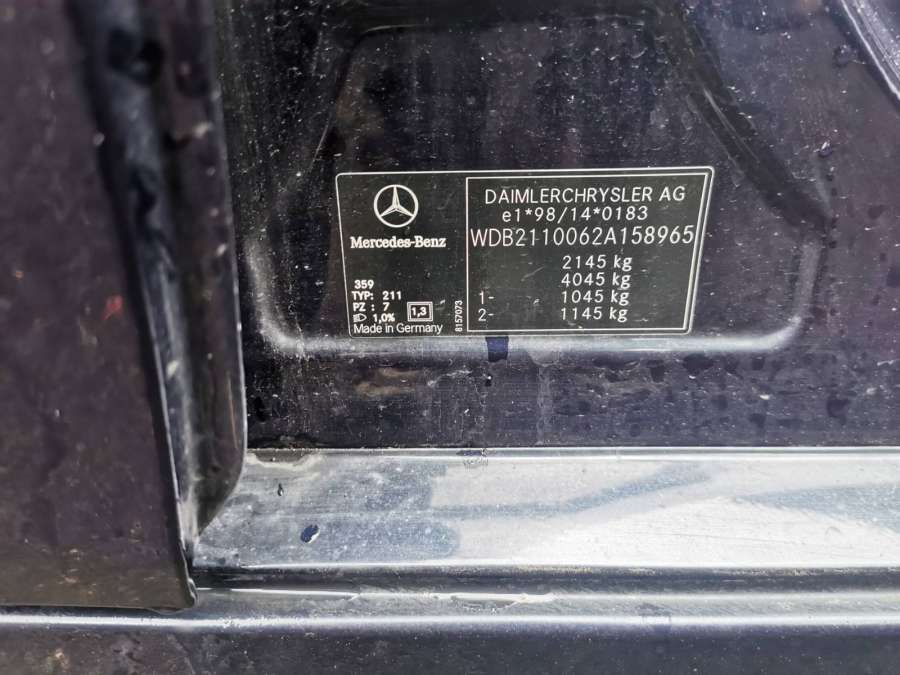 Mercedes-Benz
359
TYP: 211
PZ : 7
1,0% 1,3
Made in Germany
8157073
DAIMLERCHRYSLER AG
e1*98/14*0183
WDB2110062A158965
2145 kg
4045 kg
1- 1045 kg
2- 1145 kg